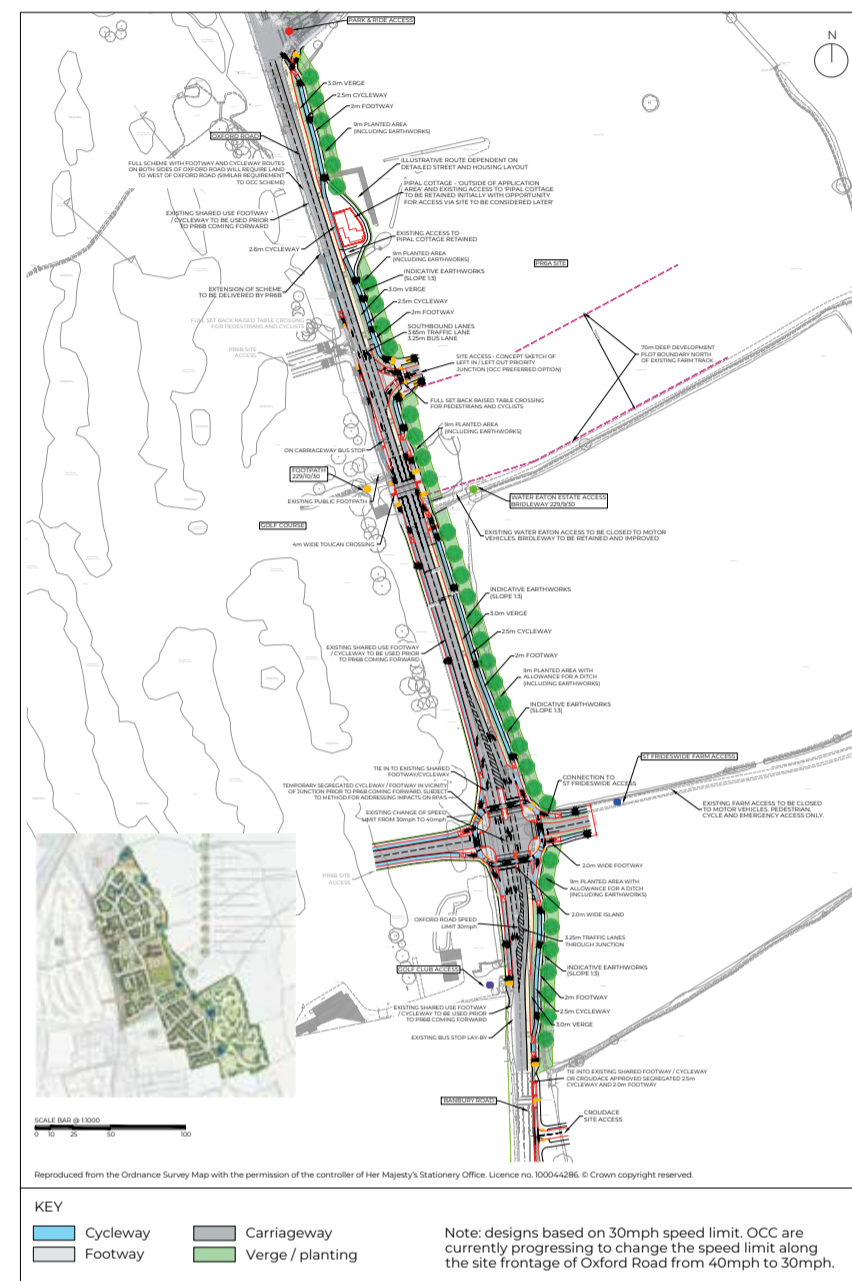 PARK & RIDE ACCESS
N
3.0m VERGE
2.5m CYCLEWAY
2m FOOTWAY
9m PLANTED AREA
(INCLUDING EARTHWORKS)
OXFORD ROAD
FULL SCHEME WITH FOOTWAY AND CYCLEWAY ROUTES
ON BOTH SIDES OF OXFORD ROAD WILL REQUIRE LAND
TO WEST OF OXFORD ROAD (SIMILAR REQUIREMENT
TO OCC SCHEME)
ILLUSTRATIVE ROUTE DEPENDENT ON
DETAILED STREET AND HOUSING LAYOUT
PIPAL COTTAGE - 'OUTSIDE OF APPLICATION
AREA' AND EXISTING ACCESS TO 'PIPAL COTTAGE
TO BE RETAINED INITIALLY WITH OPPORTUNITY
FOR ACCESS VIA SITE TO BE CONSIDERED LATER'
EXISTING SHARED USE FOOTWAY
/ CYCLEWAY TO BE USED PRIOR
TO PR6B COMING FORWARD
EXISTING ACCESS TO
PIPAL COTTAGE RETAINED
2.6m CYCLEWAY
9m PLANTED AREA
(INCLUDING EARTHWORKS)
PR6A SITE
INDICATIVE EARTHWORKS
(SLOPE 1:3)
EXTENSION OF SCHEME
TO BE DELIVERED BY PR6B
3.0m VERGE
2.5m CYCLEWAY
2m FOOTWAY
FULL SET BACK RAISED TABLE CROSSING
FOR PEDESTRIANS AND CYCLISTS
SOUTHBOUND LANES
3.65m TRAFFIC LANE
3.25m BUS LANE
PR6B SITE
ACCESS
SITE ACCESS - CONCEPT SKETCH OF
LEFT IN / LEFT OUT PRIORITY
JUNCTION (OCC PREFERRED OPTION)
70m DEEP DEVELOPMENT
PLOT BOUNDARY NORTH
OF EXISTING FARM TRACK
FULL SET BACK RAISED TABLE CROSSING
FOR PEDESTRIANS AND CYCLISTS
9m PLANTED AREA
(INCLUDING EARTHWORKS)
ON CARRIAGEWAY BUS STOP
FOOTPATH
229/10/30
EXISTING PUBLIC FOOTPATH
WATER EATON ESTATE ACCESS
BRIDLEWAY 229/9/30
GOLF COURSE
EXISTING WATER EATON ACCESS TO BE CLOSED TO MOTOR
VEHICLES. BRIDLEWAY TO BE RETAINED AND IMPROVED
4m WIDE TOUCAN CROSSING
INDICATIVE EARTHWORKS
(SLOPE 1:3)
3.0m VERGE
2.5m CYCLEWAY
EXISTING SHARED USE FOOTWAY
/ CYCLEWAY TO BE USED PRIOR
TO PR6B COMING FORWARD
2m FOOTWAY
9m PLANTED AREA WITH
ALLOWANCE FOR A DITCH
(INCLUDING EARTHWORKS)
INDICATIVE EARTHWORKS
(SLOPE 1:3)
ST FRIDESWIDE FARM ACCESS
TIE IN TO EXISTING SHARED
FOOTWAY/CYCLEWAY
CONNECTION TO
ST FRIDESWIDE ACCESS
TEMPORARY SEGREGATED CYCLEWAY / FOOTWAY IN VICINITY
OF JUNCTION PRIOR TO PR6B COMING FORWARD, SUBJECT
TO METHOD FOR ADDRESSING IMPACTS ON RPA'S
EXISTING FARM ACCESS TO BE CLOSED
TO MOTOR VEHICLES. PEDESTRIAN,
CYCLE AND EMERGENCY ACCESS ONLY.
EXISTING CHANGE OF SPEED
LIMIT FROM 30mph TO 40mph
2.0m WIDE FOOTWAY
PR6B SITE
ACCESS
9m PLANTED AREA WITH
ALLOWANCE FOR A DITCH
(INCLUDING EARTHWORKS)
2.0m WIDE ISLAND
OXFORD ROAD SPEED
LIMIT 30mph
3.25m TRAFFIC LANES
THROUGH JUNCTION
GOLF CLUB ACCESS
INDICATIVE EARTHWORKS
(SLOPE 1:3)
2m FOOTWAY
EXISTING SHARED USE FOOTWAY
/ CYCLEWAY TO BE USED PRIOR
TO PR6B COMING FORWARD
2.5m CYCLEWAY
3.0m VERGE
EXISTING BUS STOP LAY-BY
TIE INTO EXISTING SHARED FOOTWAY / CYCLEWAY
OR CROUDACE APPROVED SEGREGATED 2.5m
CYCLEWAY AND 2.0m FOOTWAY
BANBURY ROAD
CROUDACE
SITE ACCESS
SCALE BAR @ 1:1000
0 10 25 50 100
Reproduced from the Ordnance Survey Map with the permission of the controller of Her Majesty's Stationery Office. Licence no. 100044286. © Crown copyright reserved.
KEY
Cycleway
Footway
Carriageway
Verge / planting
Note: designs based on 30mph speed limit. OCC are
currently progressing to change the speed limit along
the site frontage of Oxford Road from 40mph to 30mph.